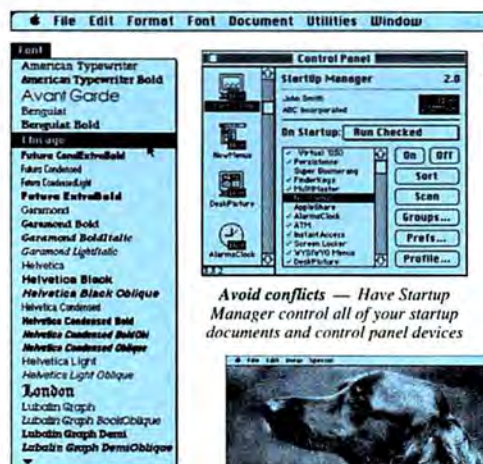 File Edit Format Font Document Utilities Window
Font
American Typewriter
American Typewriter Bold
Avant Garde
Benguiat
Benguiat Bold
Chicago
Futura CondExtraBold
Futura Condensed
Futura CondensedLight
Futura ExtraBold
Garamond
Garamond Bold
Garamond BoldItalic
Garamond LightItalic
Helvetica
Helvetica Black
Helvetica Black Oblique
Helvetica Condensed
Helvetica Condensed Bold
Helvetica Condensed BoldObl
Helvetica Condensed Oblique
Helvetica Light
Helvetica Light Oblique
London
Lubalin Graph
Lubalin Graph BookOblique
Lubalin Graph Demi
Lubalin Graph DemiOblique
Control Panel
StartUp Manager 2.0
John Smith
ABC Incorporated
On Startup: Run Checked
NewMenus
DeskPicture
AlarmsClock
3.3.2
Virtual
Persistence
Super Boomerang
FinderKeys
MultiMaster
AppleShare
AlarmsClock
ATM
InstantAccess
Screen Locker
WYSIWYG Menus
DeskPicture
On Off
Sort
Scan
Groups...
Prefs...
Profile...
Avoid conflicts — Have Startup
Manager control all of your startup
documents and control panel devices
File Edit View Special